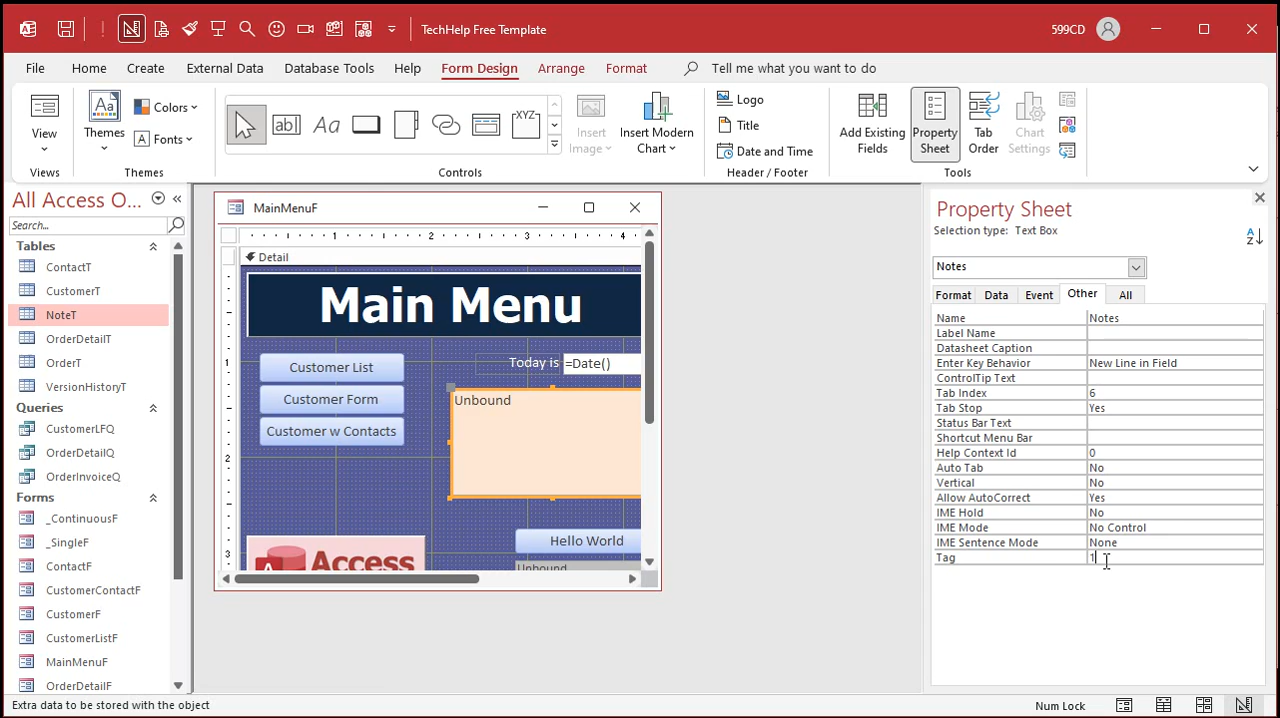 TechHelp Free Template
599CD
File Home Create External Data Database Tools Help Form Design Arrange Format Tell me what you want to do
View
Views
Themes
Colors
Fonts
Themes
XYZ
Controls
Insert Image
Insert Modern Chart
Logo
Title
Date and Time
Header / Footer
Add Existing Fields
Property Sheet
Tab Order
Chart Settings
Tools
All Access O...
Search...
Tables
ContactT
CustomerT
NoteT
OrderDetailT
OrderT
VersionHistoryT
Queries
CustomerLFQ
OrderDetailQ
OrderInvoiceQ
Forms
_ContinuousF
_SingleF
ContactF
CustomerContactF
CustomerF
CustomerListF
MainMenuF
OrderDetailF
MainMenuF
1 2 3 4
Detail
Main Menu
Customer List
Today is =Date()
Customer Form
Unbound
Customer w Contacts
1
2
3
Hello World
Access
Unbound
Property Sheet
Selection type: Text Box
Notes
Format Data Event Other All
Name Notes
Label Name
Datasheet Caption
Enter Key Behavior New Line in Field
ControlTip Text
Tab Index 6
Tab Stop Yes
Status Bar Text
Shortcut Menu Bar
Help Context Id 0
Auto Tab No
Vertical No
Allow AutoCorrect Yes
IME Hold No
IME Mode No Control
IME Sentence Mode None
Tag 1
Extra data to be stored with the object
Num Lock